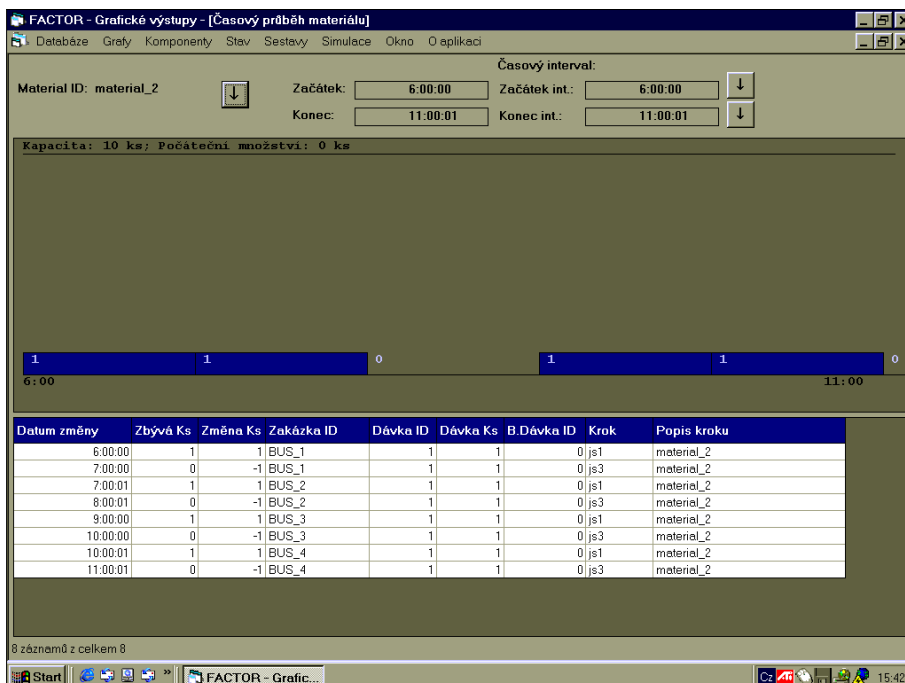 FACTOR - Grafické výstupy - [Časový průběh materiálu]
Databáze Grafy Komponenty Stav Sestavy Simulace Okno O aplikaci
Časový interval:
Material ID: material_2 Začátek: 6:00:00 Začátek int.: 6:00:00
Konec: 11:00:01 Konec int.: 11:00:01
Kapacita: 10 ks; Počáteční množství: 0 ks
1 1 0 1 1 0
6:00 11:00
Datum změny Zbývá Ks Změna Ks Zakázka ID Dávka ID Dávka Ks B.Dávka ID Krok Popis kroku
6:00:00 1 1 BUS_1 1 1 0 js1 material_2
7:00:00 0 -1 BUS_1 1 1 0 js3 material_2
7:00:01 1 1 BUS_2 1 1 0 js1 material_2
8:00:01 0 -1 BUS_2 1 1 0 js3 material_2
9:00:00 1 1 BUS_3 1 1 0 js1 material_2
10:00:00 0 -1 BUS_3 1 1 0 js3 material_2
10:00:01 1 1 BUS_4 1 1 0 js1 material_2
11:00:01 0 -1 BUS_4 1 1 0 js3 material_2
8 záznamů z celkem 8
Start » FACTOR - Grafic... Cz ATI 15:42